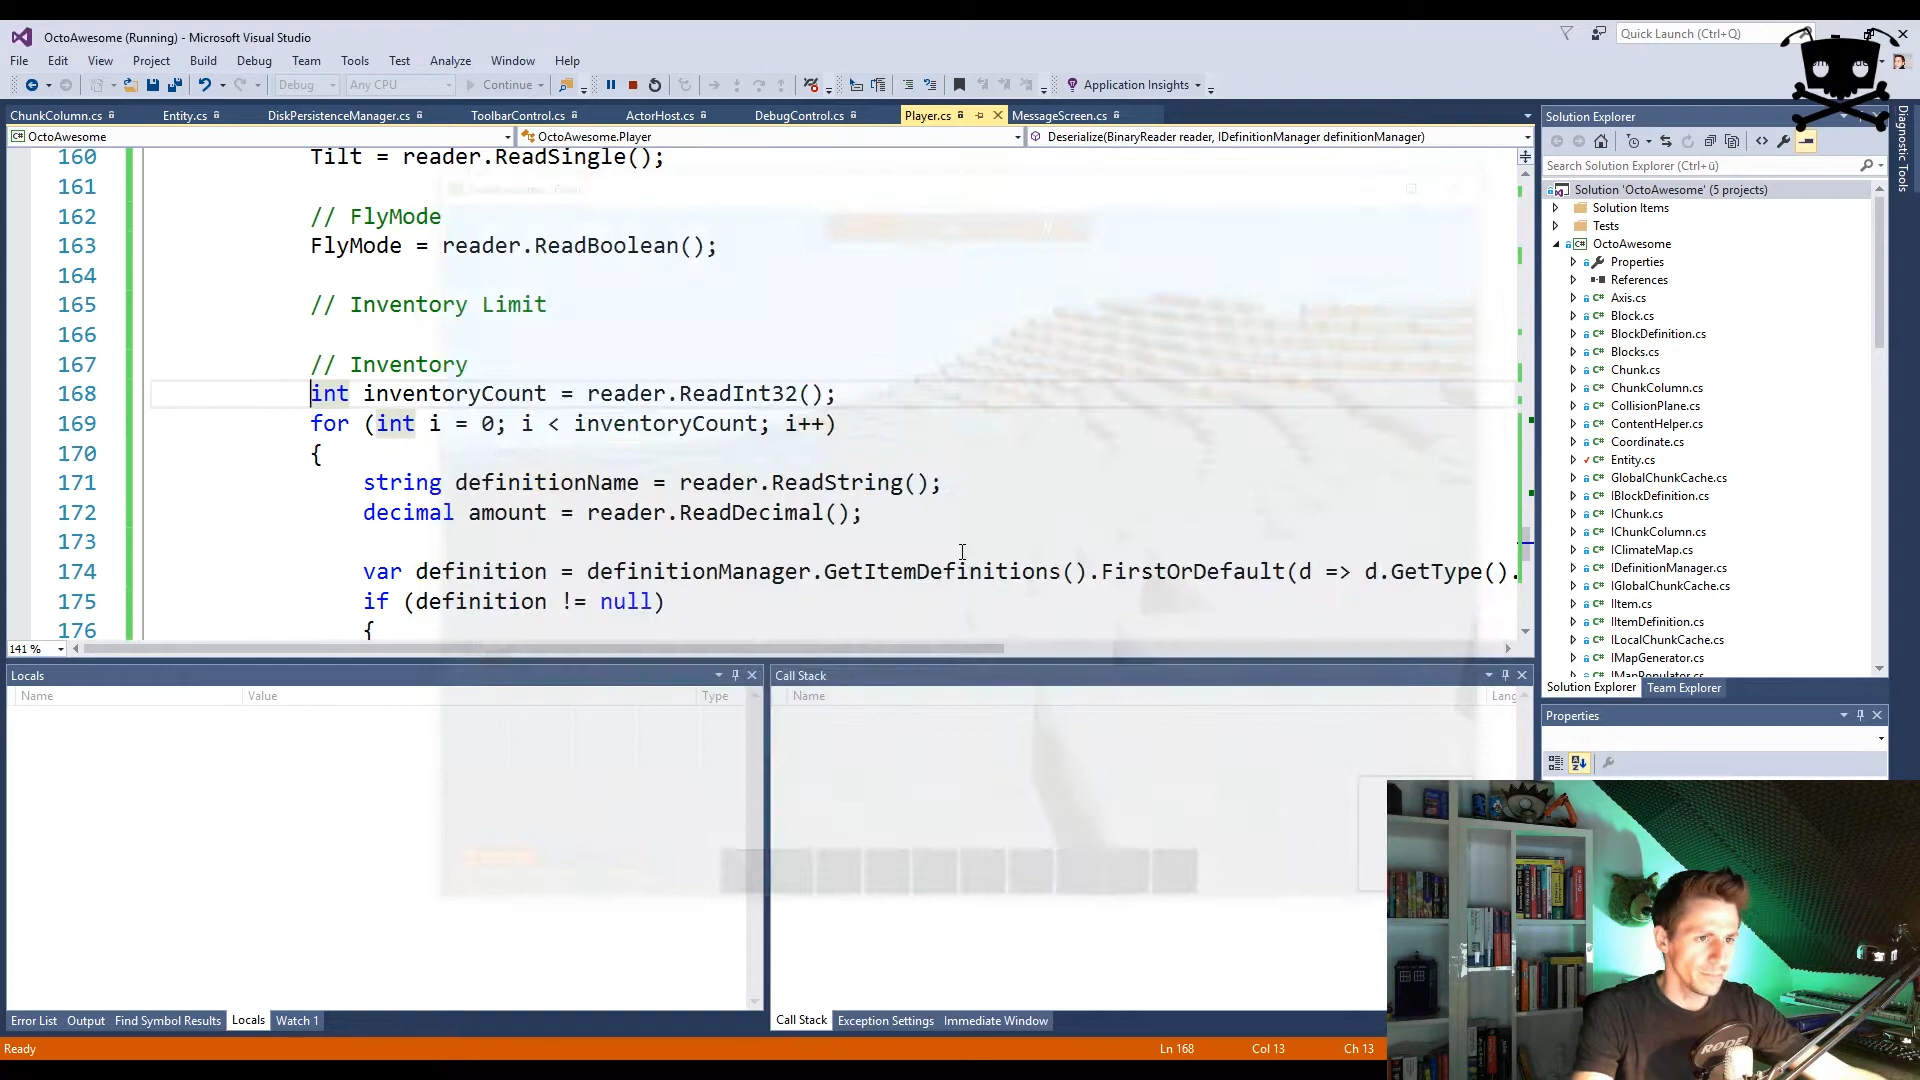 OctoAwesome (Running) - Microsoft Visual Studio
Quick Launch (Ctrl+Q)
File Edit View Project Build Debug Team Tools Test Analyze Window Help
Debug Any CPU Continue Application Insights
ChunkColumn.cs Entity.cs DiskPersistenceManager.cs ToolbarControl.cs ActorHost.cs DebugControl.cs Player.cs MessageScreen.cs
OctoAwesome OctoAwesome.Player Deserialize(BinaryReader reader, IDefinitionManager definitionManager)
160 Tilt = reader.ReadSingle();
161
162 // FlyMode
163 FlyMode = reader.ReadBoolean();
164
165 // Inventory Limit
166
167 // Inventory
168 int inventoryCount = reader.ReadInt32();
169 for (int i = 0; i < inventoryCount; i++)
170 {
171 string definitionName = reader.ReadString();
172 decimal amount = reader.ReadDecimal();
173
174 var definition = definitionManager.GetItemDefinitions().FirstOrDefault(d => d.GetType().
175 if (definition != null)
176 {
141 %
Locals
Name Value Type
Call Stack
Name Lang
Error List Output Find Symbol Results Locals Watch 1
Call Stack Exception Settings Immediate Window
Ready Ln 168 Col 13 Ch 13
Solution Explorer
Search Solution Explorer (Ctrl+ü)
Solution 'OctoAwesome' (5 projects)
Solution Items
Tests
OctoAwesome
Properties
References
Axis.cs
Block.cs
BlockDefinition.cs
Blocks.cs
Chunk.cs
ChunkColumn.cs
CollisionPlane.cs
ContentHelper.cs
Coordinate.cs
Entity.cs
GlobalChunkCache.cs
IBlockDefinition.cs
IChunk.cs
IChunkColumn.cs
IClimateMap.cs
IDefinitionManager.cs
IGlobalChunkCache.cs
IItem.cs
IItemDefinition.cs
ILocalChunkCache.cs
IMapGenerator.cs
IMapPopulator.cs
Solution Explorer Team Explorer
Properties
Diagnostic Tools
RODE